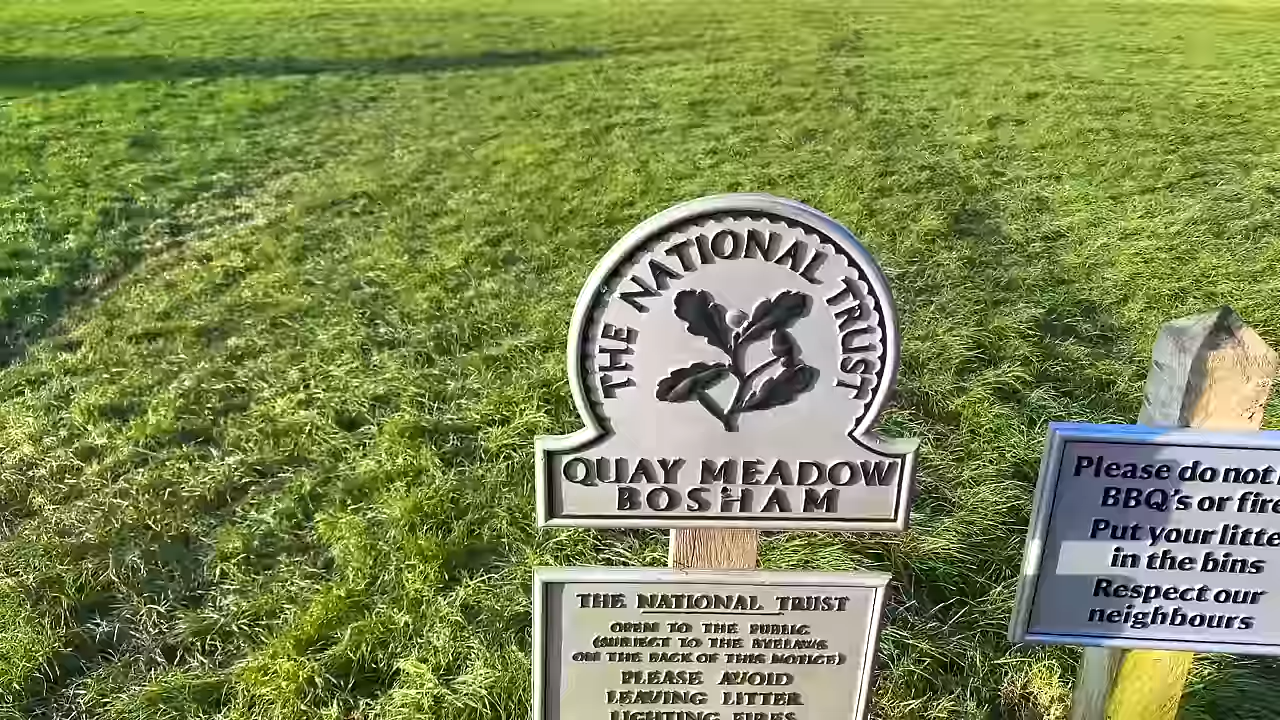 THE NATIONAL TRUST
QUAY MEADOW
BOSHAM
THE NATIONAL TRUST
OPEN TO THE PUBLIC
(SUBJECT TO THE BYELAWS
ON THE BACK OF THIS NOTICE)
PLEASE AVOID
LEAVING LITTER
LIGHTING FIRES
Please do not
BBQ's or fire
Put your litte
in the bins
Respect our
neighbours